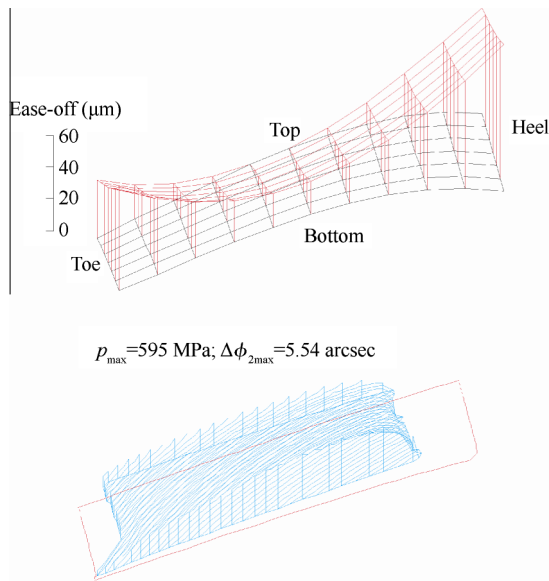 Ease-off (μm)
60
40
20
0
Top
Heel
Bottom
Toe
pmax=595 MPa; Δϕ2max=5.54 arcsec